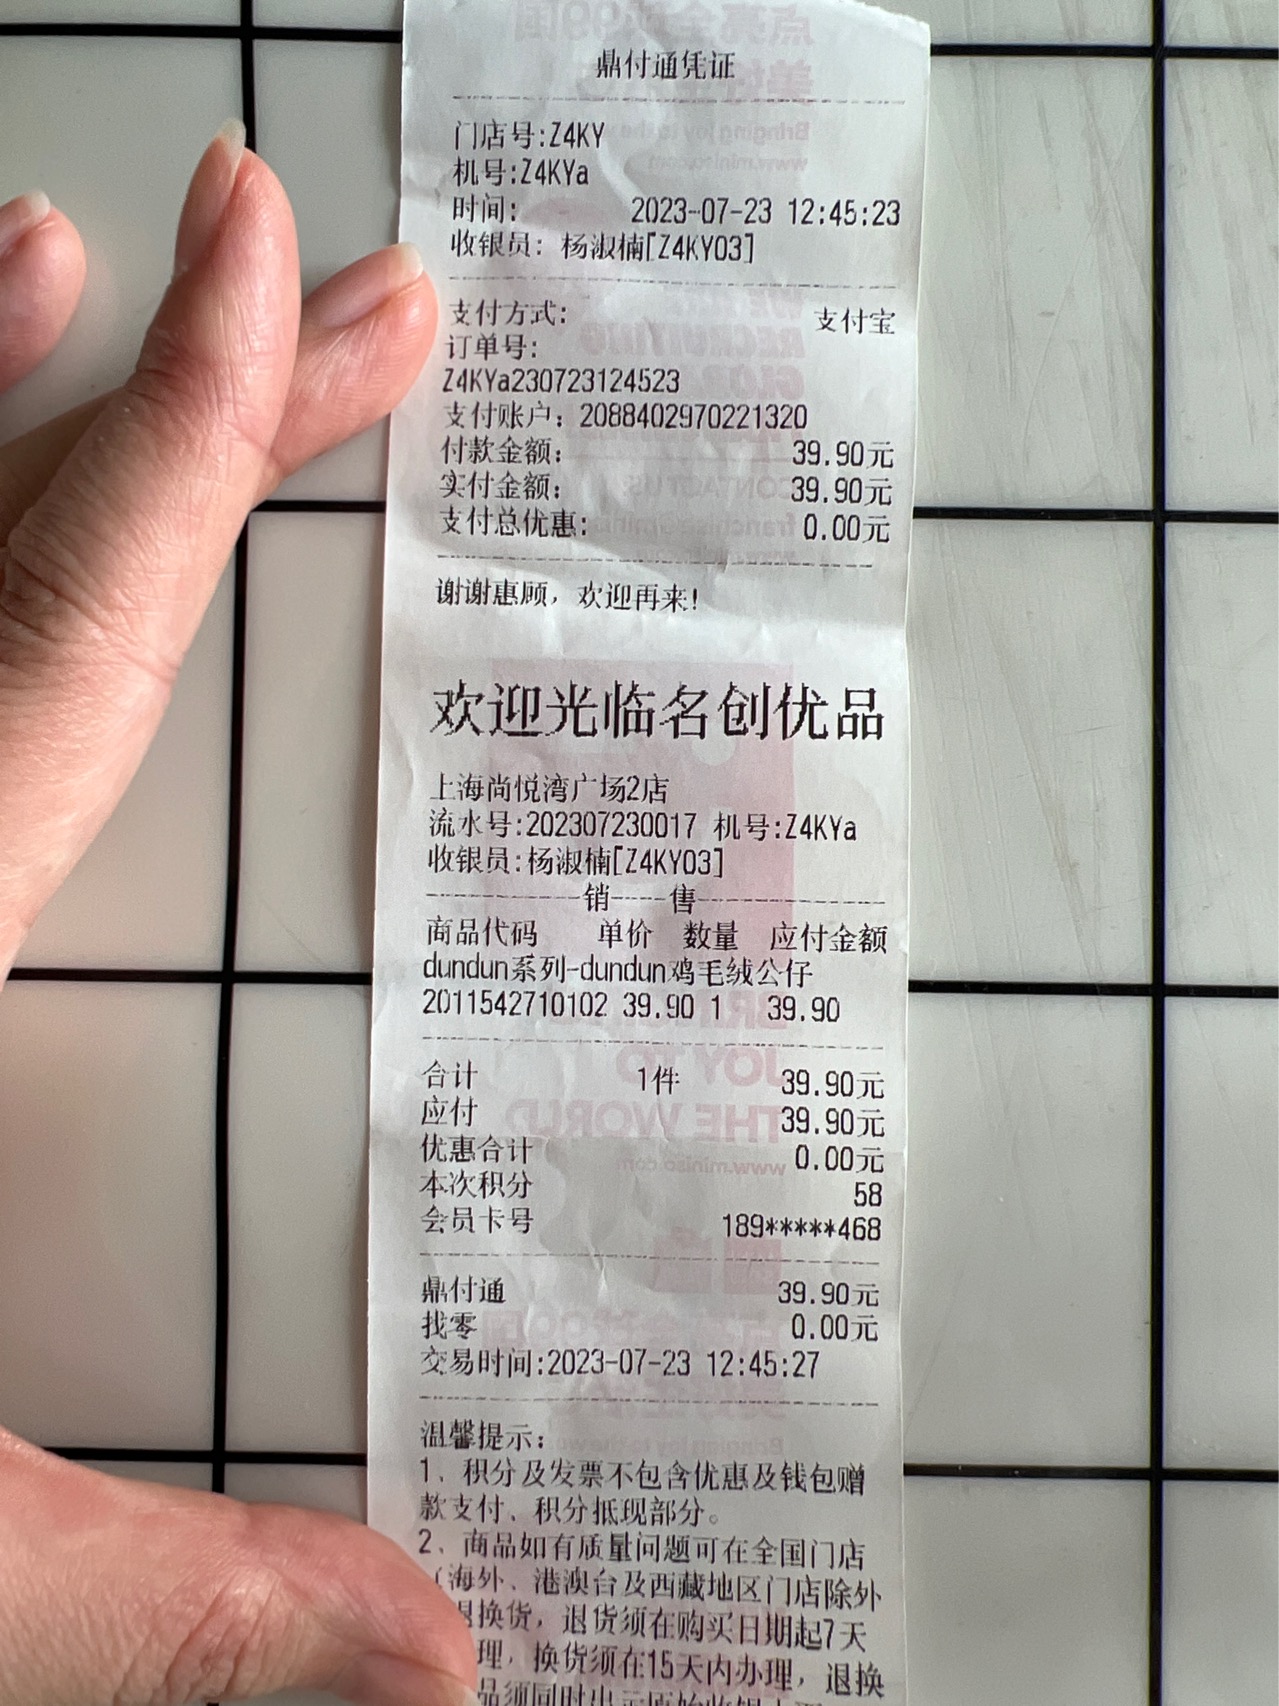 鼎付通凭证
门店号:Z4KY
机号:Z4KYa
时间: 2023-07-23 12:45:23
收银员: 杨淑楠[Z4KY03]
支付方式: 支付宝
订单号:
Z4KYa230723124523
支付账户: 2088402970221320
付款金额: 39.90元
实付金额: 39.90元
支付总优惠: 0.00元
谢谢惠顾，欢迎再来!
欢迎光临名创优品
上海尚悦湾广场2店
流水号:202307230017 机号:Z4KYa
收银员:杨淑楠[Z4KY03]
销-----售
商品代码 单价 数量 应付金额
dundun系列-dundun鸡毛绒公仔
2011542710102 39.90 1 39.90
合计 1件 39.90元
应付 39.90元
优惠合计 0.00元
本次积分 58
会员卡号 189*****468
鼎付通 39.90元
找零 0.00元
交易时间:2023-07-23 12:45:27
温馨提示:
1、积分及发票不包含优惠及钱包赠
款支付、积分抵现部分。
2、商品如有质量问题可在全国门店
(海外、港澳台及西藏地区门店除外
退换货，退货须在购买日期起7天
理，换货须在15天内办理，退换
品须同时出示原始收银